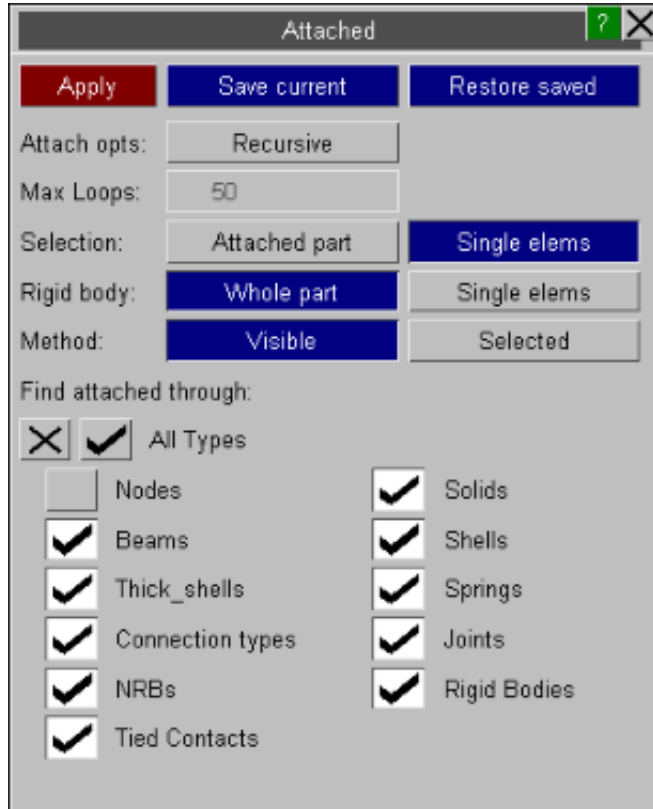 Attached ?
Apply Save current Restore saved
Attach opts: Recursive
Max Loops: 50
Selection: Attached part Single elems
Rigid body: Whole part Single elems
Method: Visible Selected
Find attached through:
All Types
Nodes Solids
Beams Shells
Thick_shells Springs
Connection types Joints
NRBs Rigid Bodies
Tied Contacts